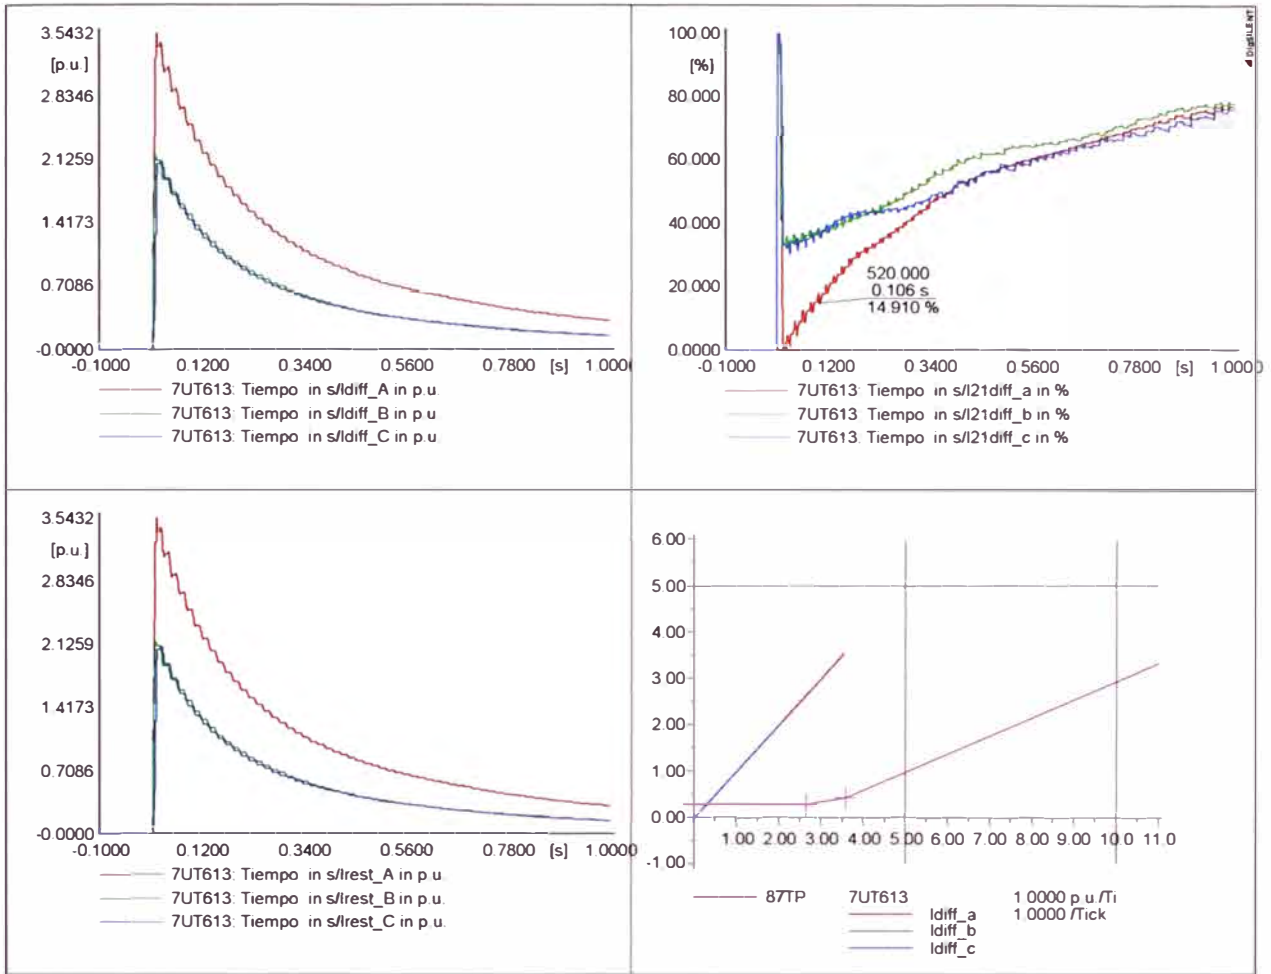 3.5432
[p.u.]
2.8346
2.1259
1.4173
0.7086
-0.0000
-0.1000 0.1200 0.3400 0.5600 0.7800 [s] 1.0000
7UT613: Tiempo in s/Idiff_A in p.u.
7UT613: Tiempo in s/Idiff_B in p.u
7UT613: Tiempo in s/Idiff_C in p.u.
DIgSILENT
100.00
[%]
80.000
60.000
40.000
20.000
0.0000
520.000
0.106 s
14.910 %
-0.1000 0.1200 0.3400 0.5600 0.7800 [s] 1.0000
7UT613: Tiempo in s/I21diff_a in %
7UT613: Tiempo in s/I21diff_b in %
7UT613: Tiempo in s/I21diff_c in %
3.5432
[p.u.]
2.8346
2.1259
1.4173
0.7086
-0.0000
-0.1000 0.1200 0.3400 0.5600 0.7800 [s] 1.0000
7UT613: Tiempo in s/Irest_A in p.u.
7UT613: Tiempo in s/Irest_B in p.u.
7UT613: Tiempo in s/Irest_C in p.u.
6.00
5.00
4.00
3.00
2.00
1.00
0.00
-1.00
1.00 2.00 3.00 4.00 5.00 6.00 7.00 8.00 9.00 10.0 11.0
87TP 7UT613 1.0000 p.u./Ti
Idiff_a 1.0000 /Tick
Idiff_b
Idiff_c